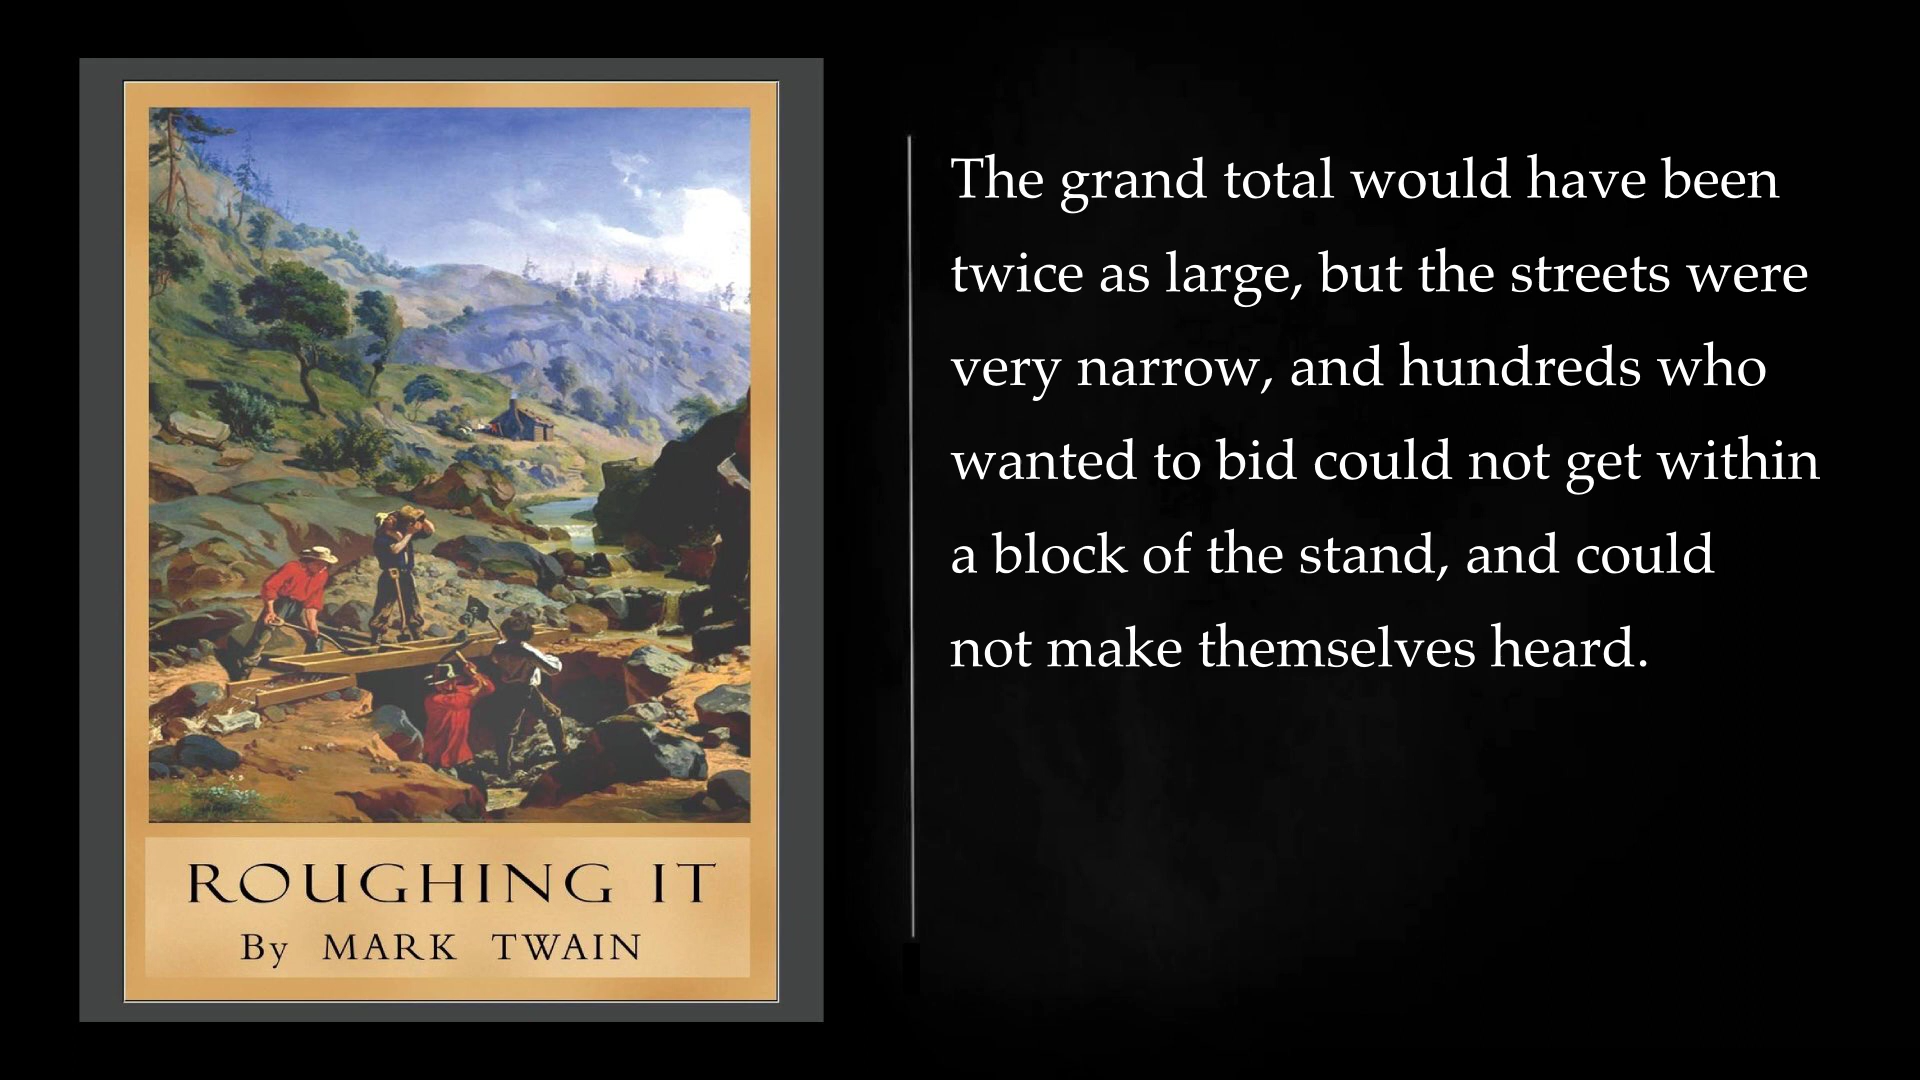 ROUGHING IT
By MARK TWAIN
The grand total would have been
twice as large, but the streets were
very narrow, and hundreds who
wanted to bid could not get within
a block of the stand, and could
not make themselves heard.